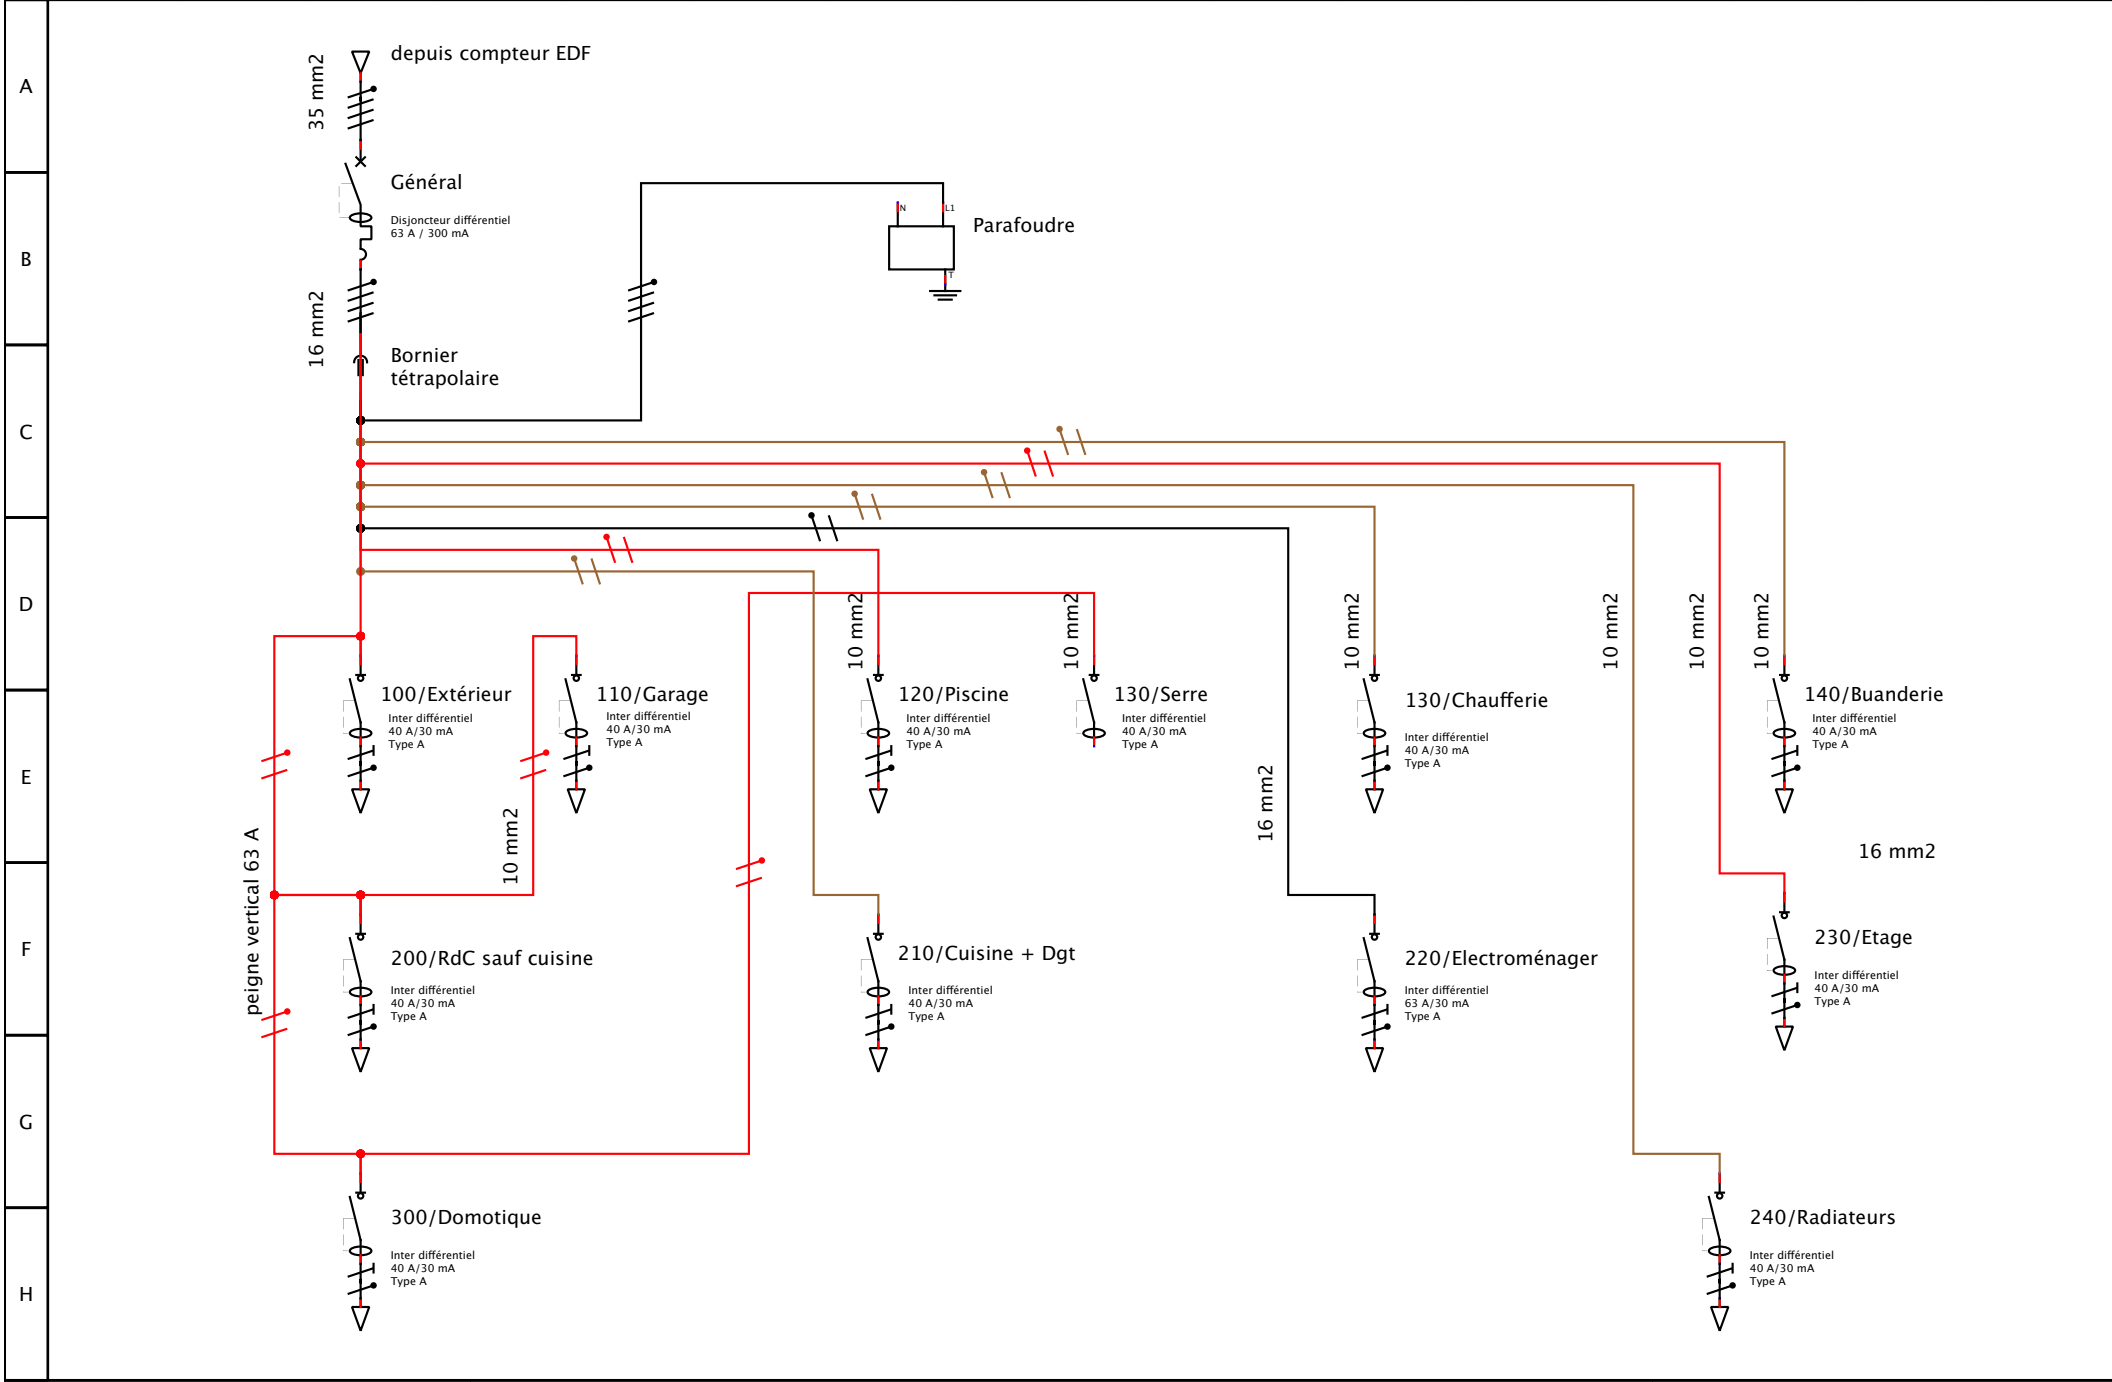 A
B
C
D
E
F
G
H
depuis compteur EDF
35 mm2
Général
Disjoncteur différentiel
63 A / 300 mA
16 mm2
N
L1
T
Parafoudre
Bornier
tétrapolaire
10 mm2
10 mm2
10 mm2
10 mm2
10 mm2
10 mm2
100/Extérieur
Inter différentiel
40 A/30 mA
Type A
110/Garage
Inter différentiel
40 A/30 mA
Type A
120/Piscine
Inter différentiel
40 A/30 mA
Type A
130/Serre
Inter différentiel
40 A/30 mA
Type A
130/Chaufferie
Inter différentiel
40 A/30 mA
Type A
140/Buanderie
Inter différentiel
40 A/30 mA
Type A
peigne vertical 63 A
10 mm2
16 mm2
16 mm2
200/RdC sauf cuisine
Inter différentiel
40 A/30 mA
Type A
210/Cuisine + Dgt
Inter différentiel
40 A/30 mA
Type A
220/Electroménager
Inter différentiel
63 A/30 mA
Type A
230/Etage
Inter différentiel
40 A/30 mA
Type A
300/Domotique
Inter différentiel
40 A/30 mA
Type A
240/Radiateurs
Inter différentiel
40 A/30 mA
Type A